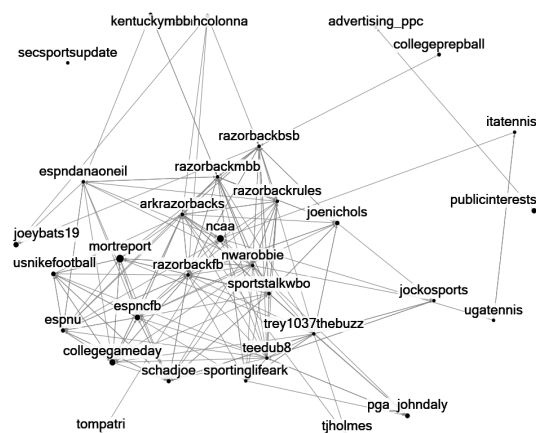 kentuckymbb
hcolonna
advertising_ppc
collegeprepball
secsportsupdate
itatennis
razorbackbsb
espndanaoneil
razorbackmbb
razorbackrules
publicinterests
arkrazorbacks
joenichols
joeybats19
ncaa
mortreport
nwarobbie
usnikefootball
razorbackfb
sportstalkwbo
jockosports
espnu
espncfb
trey1037thebuzz
ugatennis
collegegameday
teedub8
schadjoe
sportinglifeark
pga_johndaly
tompatri
tjholmes